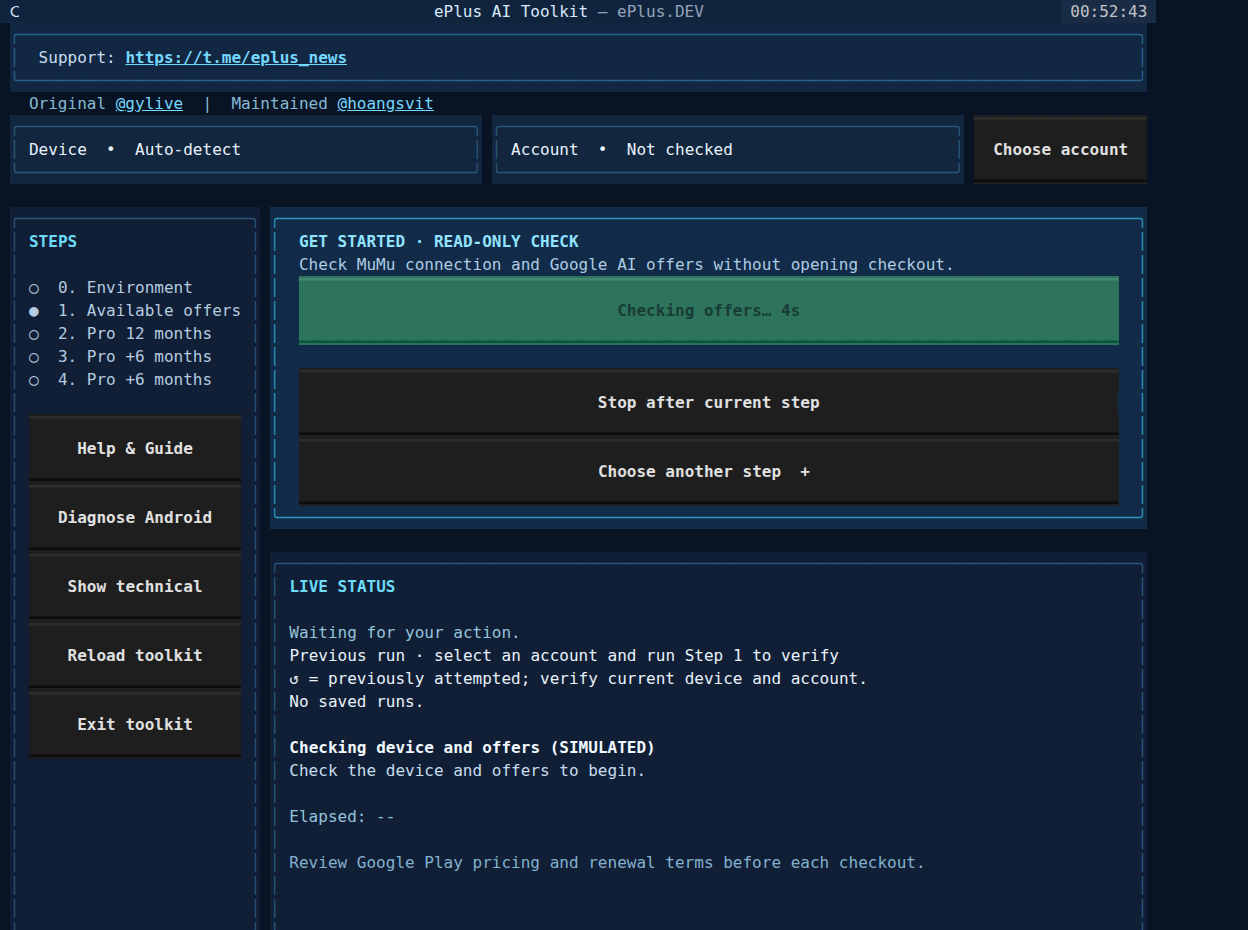 C ePlus AI Toolkit — ePlus.DEV 00:52:43
Support: https://t.me/eplus_news
Original @gylive | Maintained @hoangsvit
Device • Auto-detect
Account • Not checked
Choose account
STEPS
○ 0. Environment
● 1. Available offers
○ 2. Pro 12 months
○ 3. Pro +6 months
○ 4. Pro +6 months
Help & Guide
Diagnose Android
Show technical
Reload toolkit
Exit toolkit
GET STARTED · READ-ONLY CHECK
Check MuMu connection and Google AI offers without opening checkout.
Checking offers… 4s
Stop after current step
Choose another step +
LIVE STATUS
Waiting for your action.
Previous run · select an account and run Step 1 to verify
↺ = previously attempted; verify current device and account.
No saved runs.
Checking device and offers (SIMULATED)
Check the device and offers to begin.
Elapsed: --
Review Google Play pricing and renewal terms before each checkout.